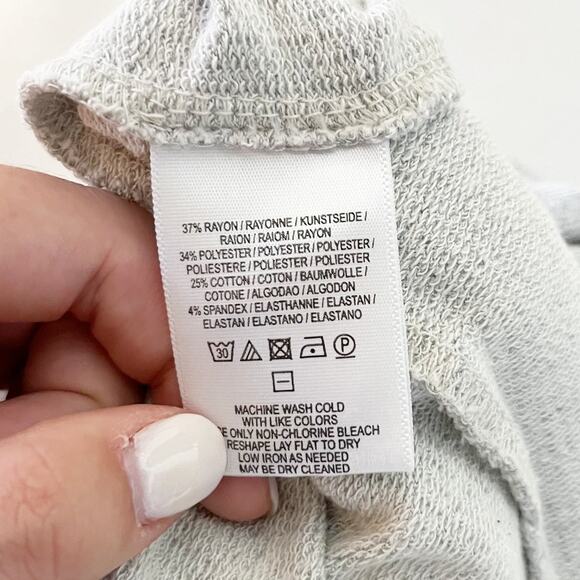 37% RAYON / RAYONNE / KUNSTSEIDE /
RAION / RAIOM / RAYON
34% POLYESTER / POLYESTER / POLYESTER /
POLIESTERE / POLIESTER / POLIESTER
25% COTTON / COTON / BAUMWOLLE /
COTONE / ALGODAO / ALGODON
4% SPANDEX / ELASTHANNE / ELASTAN /
ELASTAN / ELASTANO / ELASTANO
30 P
MACHINE WASH COLD
WITH LIKE COLORS
ONLY NON-CHLORINE BLEACH
RESHAPE LAY FLAT TO DRY
LOW IRON AS NEEDED
MAY BE DRY CLEANED